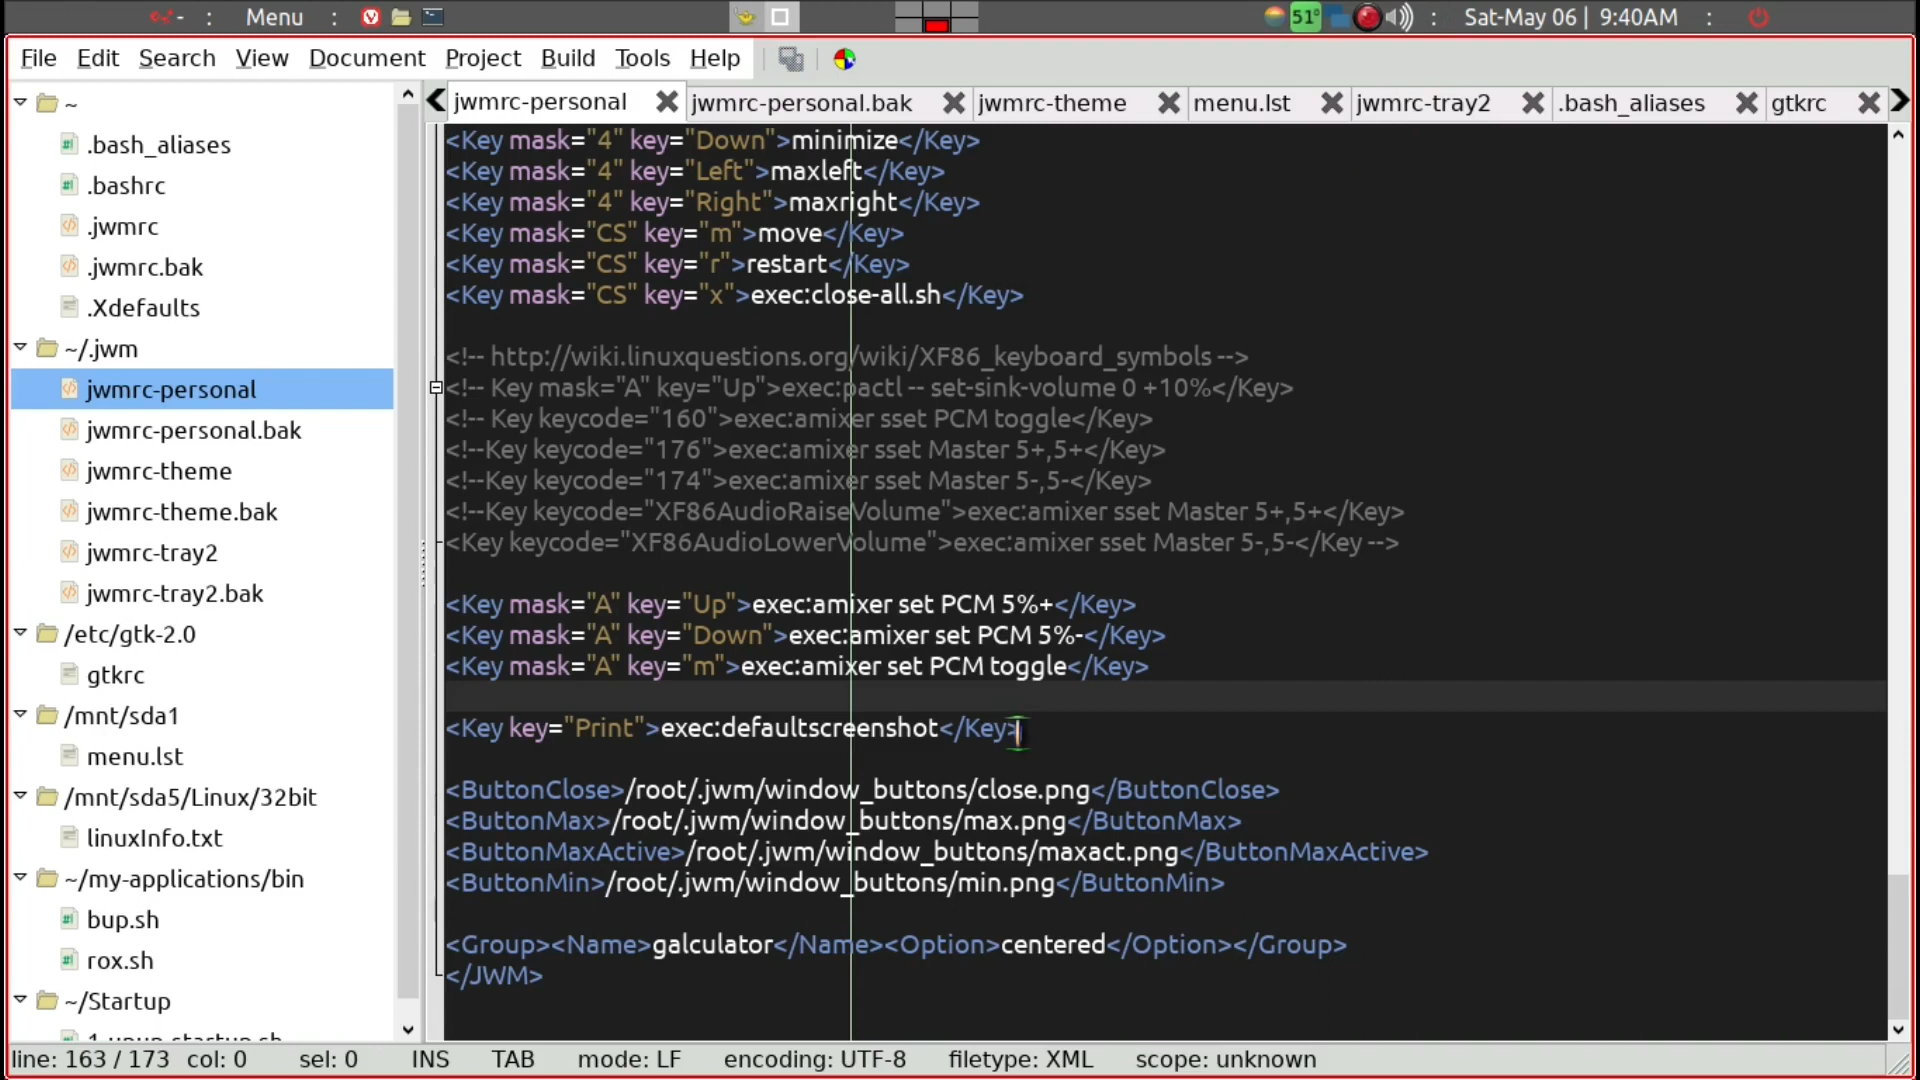 Menu
51°
Sat-May 06 | 9:40AM
File Edit Search View Document Project Build Tools Help
jwmrc-personal jwmrc-personal.bak jwmrc-theme menu.lst jwmrc-tray2 .bash_aliases gtkrc
~
.bash_aliases
.bashrc
.jwmrc
.jwmrc.bak
.Xdefaults
~/.jwm
jwmrc-personal
jwmrc-personal.bak
jwmrc-theme
jwmrc-theme.bak
jwmrc-tray2
jwmrc-tray2.bak
/etc/gtk-2.0
gtkrc
/mnt/sda1
menu.lst
/mnt/sda5/Linux/32bit
linuxInfo.txt
~/my-applications/bin
bup.sh
rox.sh
~/Startup
<Key mask="4" key="Down">minimize</Key>
<Key mask="4" key="Left">maxleft</Key>
<Key mask="4" key="Right">maxright</Key>
<Key mask="CS" key="m">move</Key>
<Key mask="CS" key="r">restart</Key>
<Key mask="CS" key="x">exec:close-all.sh</Key>
<!-- http://wiki.linuxquestions.org/wiki/XF86_keyboard_symbols -->
<!-- Key mask="A" key="Up">exec:pactl -- set-sink-volume 0 +10%</Key>
<!-- Key keycode="160">exec:amixer sset PCM toggle</Key>
<!--Key keycode="176">exec:amixer sset Master 5+,5+</Key>
<!--Key keycode="174">exec:amixer sset Master 5-,5-</Key>
<!--Key keycode="XF86AudioRaiseVolume">exec:amixer sset Master 5+,5+</Key>
<Key keycode="XF86AudioLowerVolume">exec:amixer sset Master 5-,5-</Key -->
<Key mask="A" key="Up">exec:amixer set PCM 5%+</Key>
<Key mask="A" key="Down">exec:amixer set PCM 5%-</Key>
<Key mask="A" key="m">exec:amixer set PCM toggle</Key>
<Key key="Print">exec:defaultscreenshot</Key>
<ButtonClose>/root/.jwm/window_buttons/close.png</ButtonClose>
<ButtonMax>/root/.jwm/window_buttons/max.png</ButtonMax>
<ButtonMaxActive>/root/.jwm/window_buttons/maxact.png</ButtonMaxActive>
<ButtonMin>/root/.jwm/window_buttons/min.png</ButtonMin>
<Group><Name>galculator</Name><Option>centered</Option></Group>
</JWM>
line: 163 / 173 col: 0 sel: 0 INS TAB mode: LF encoding: UTF-8 filetype: XML scope: unknown